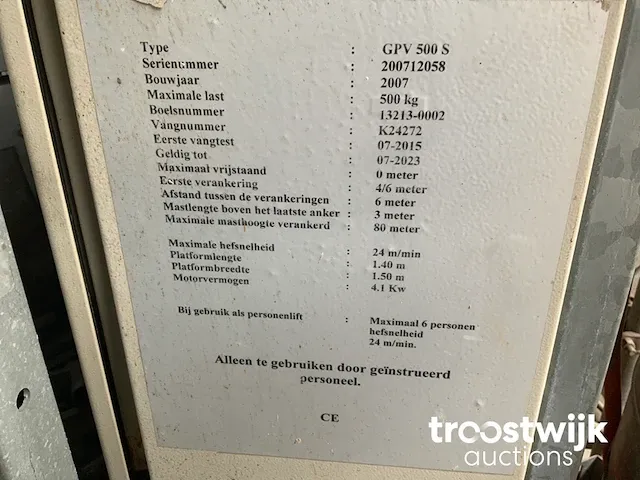 Type : GPV 500 S
Serienummer : 200712058
Bouwjaar : 2007
Maximale last : 500 kg
Boelsnummer : 13213-0002
Vangnummer : K24272
Eerste vangtest : 07-2015
Geldig tot : 07-2023
Maximaal vrijstaand : 0 meter
Eerste verankering : 4/6 meter
Afstand tussen de verankeringen : 6 meter
Mastlengte boven het laatste anker : 3 meter
Maximale masthoogte verankerd : 80 meter
Maximale hefsnelheid : 24 m/min
Platformlengte : 1.40 m
Platformbreedte : 1.50 m
Motorvermogen : 4.1 Kw
Bij gebruik als personenlift : Maximaal 6 personen
hefsnelheid
24 m/min.
Alleen te gebruiken door geïnstrueerd
personeel.
CE
troostwijk
auctions